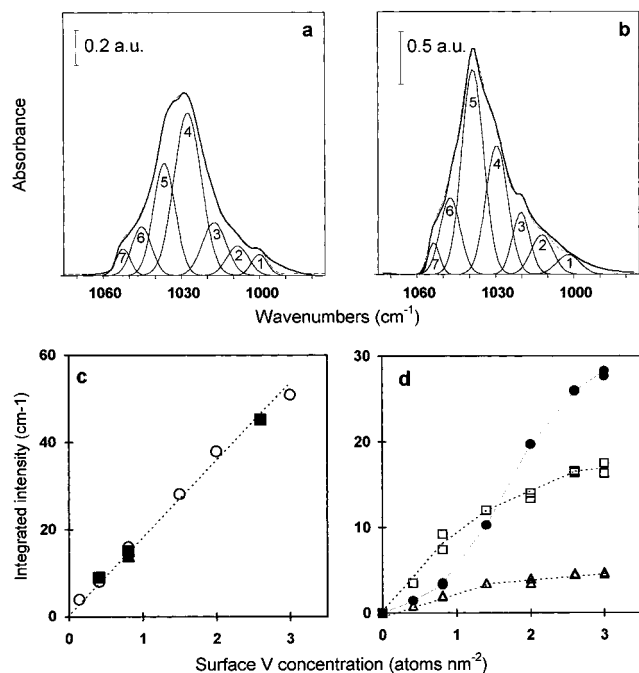 a
0.2 a.u.
b
0.5 a.u.
Absorbance
7 6 5 4 3 2 1
7 6 5 4 3 2 1
1060 1030 1000
1060 1030 1000
Wavenumbers (cm-1)
c
d
Integrated intensity (cm-1)
60
40
20
0
30
20
10
0
0 1 2 3
0 1 2 3
Surface V concentration (atoms nm-2)